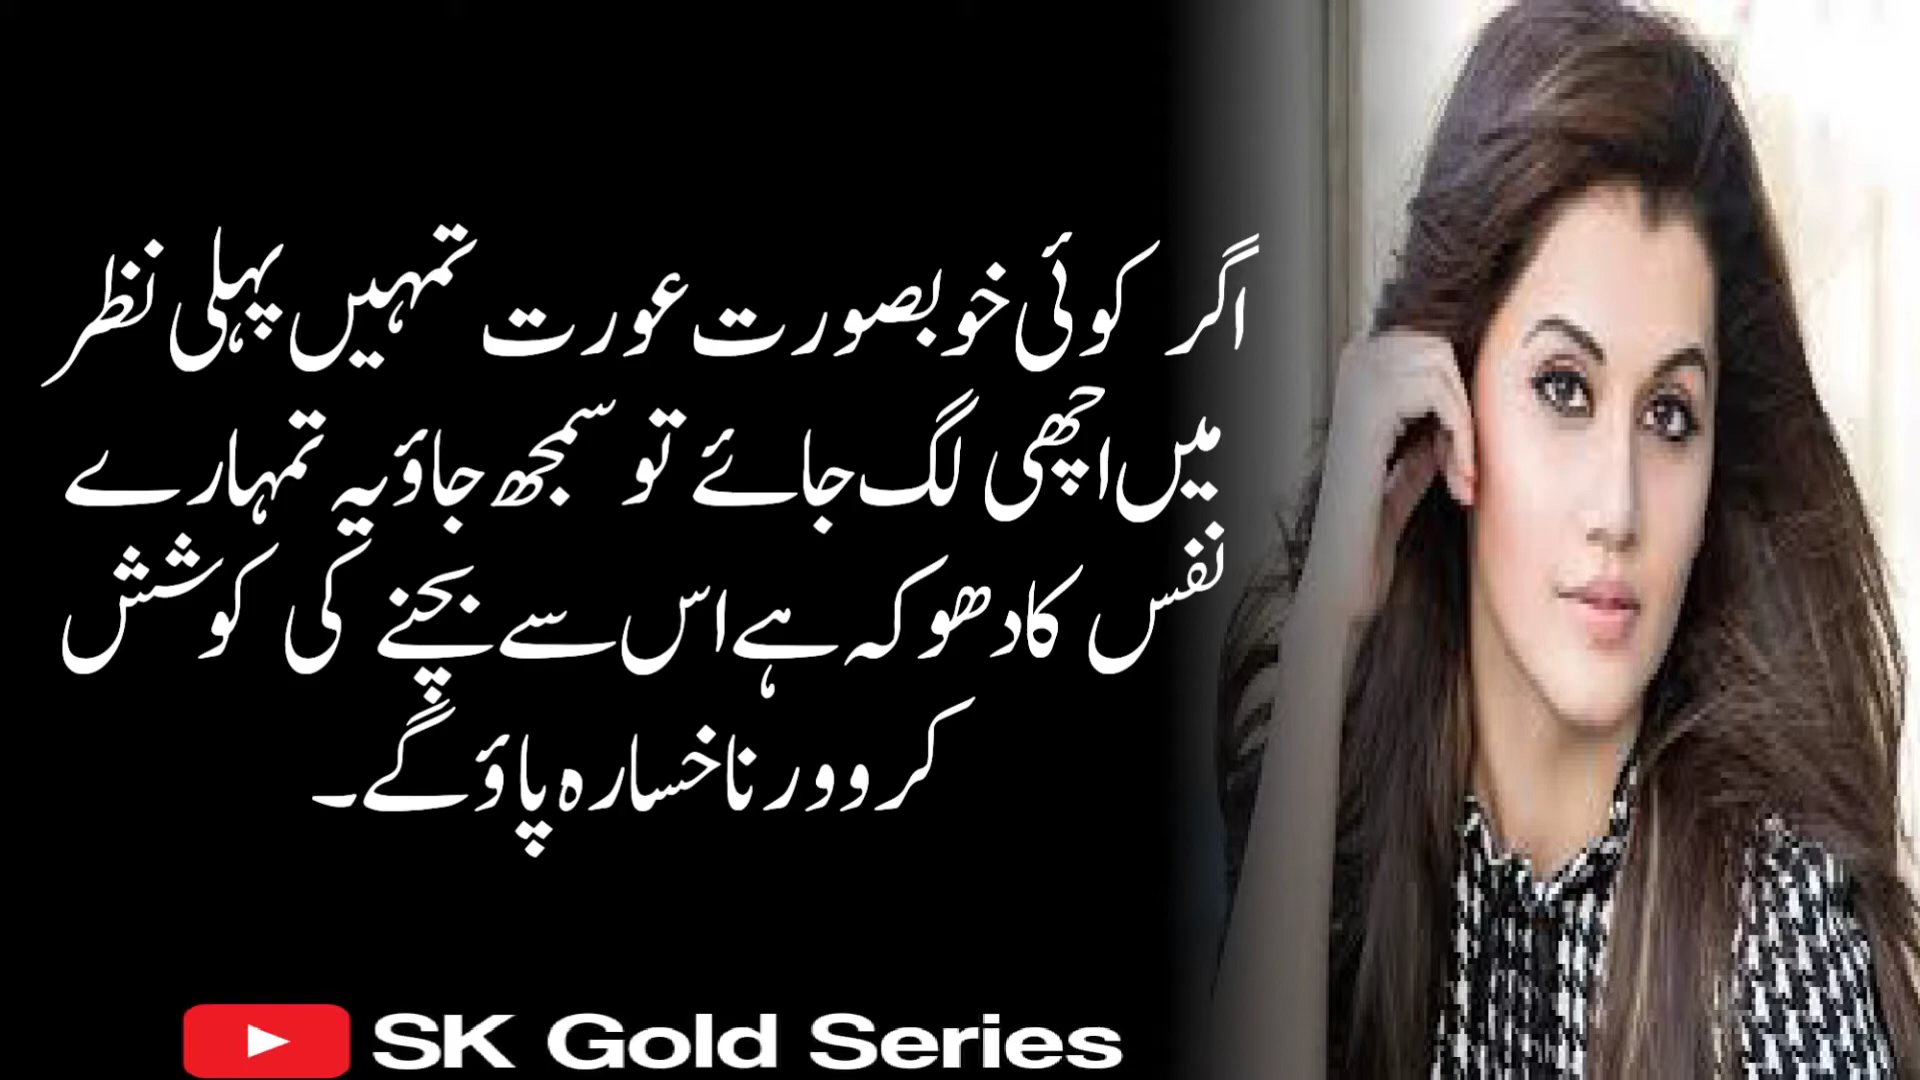 اگر کوئی خوبصورت عورت تمہیں پہلی نظر
میں اچھی لگ جائے تو سمجھ جاؤ یہ تمہارے
نفس کا دھوکہ ہے اس سے بچنے کی کوشش
کرو ورنا خسارہ پاؤ گے۔
SK Gold Series